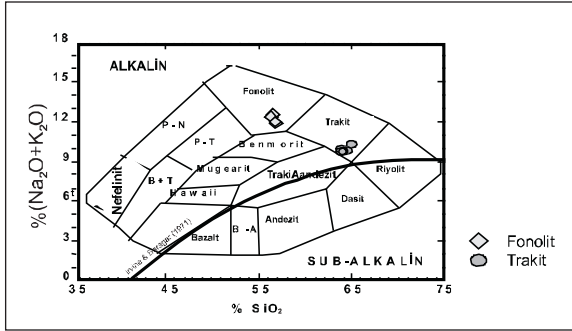 18
15
12
9
6
3
0
%(Na₂O+K₂O)
ALKALİN
Fonolit
Trakit
P-N
P-T
Benmorit
Mugearit
B+T
Hawaii
Nefelinit
TrakiAandezit
Riyolit
Dasit
Andezit
B-A
Bazalt
Irvine & Baragar (1971)
SUB-ALKALİN
35 45 55 65 75
% SiO₂
Fonolit
Trakit